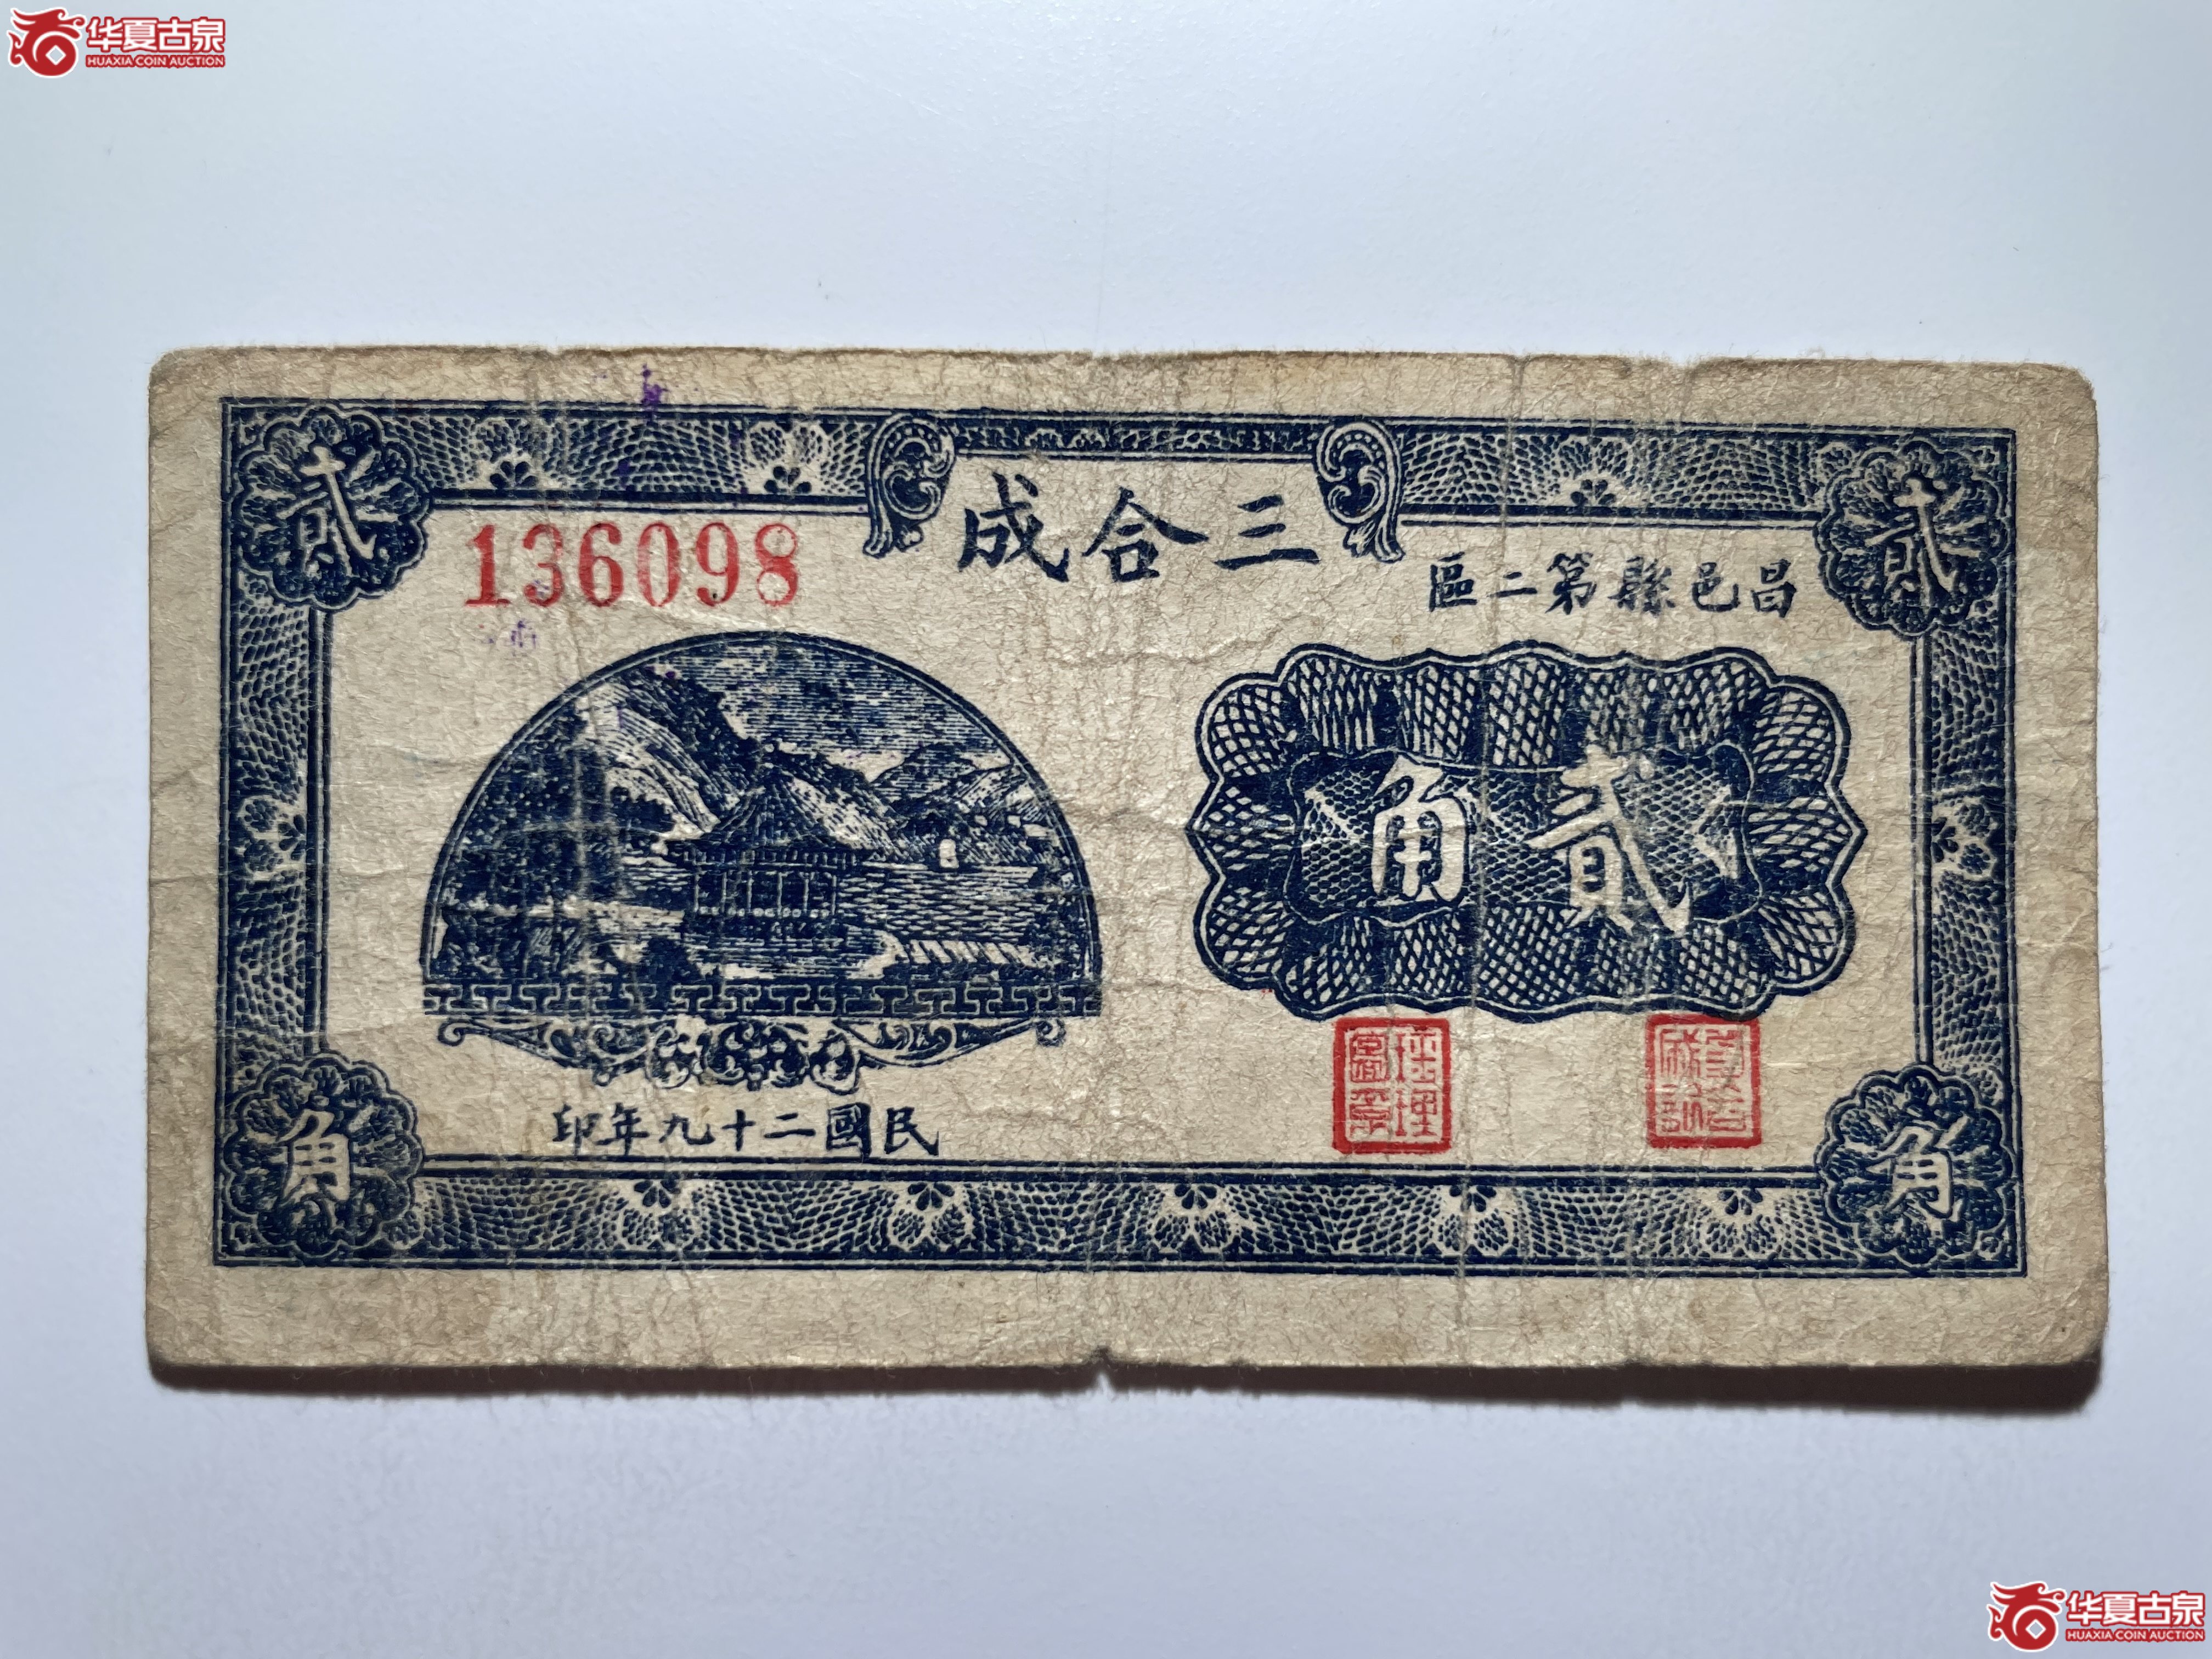 华夏古泉
HUAXIA COIN AUCTION
貳
貳
三合成
136098
昌邑縣第二區
貳角
民國二十九年印
角
角
华夏古泉
HUAXIA COIN AUCTION